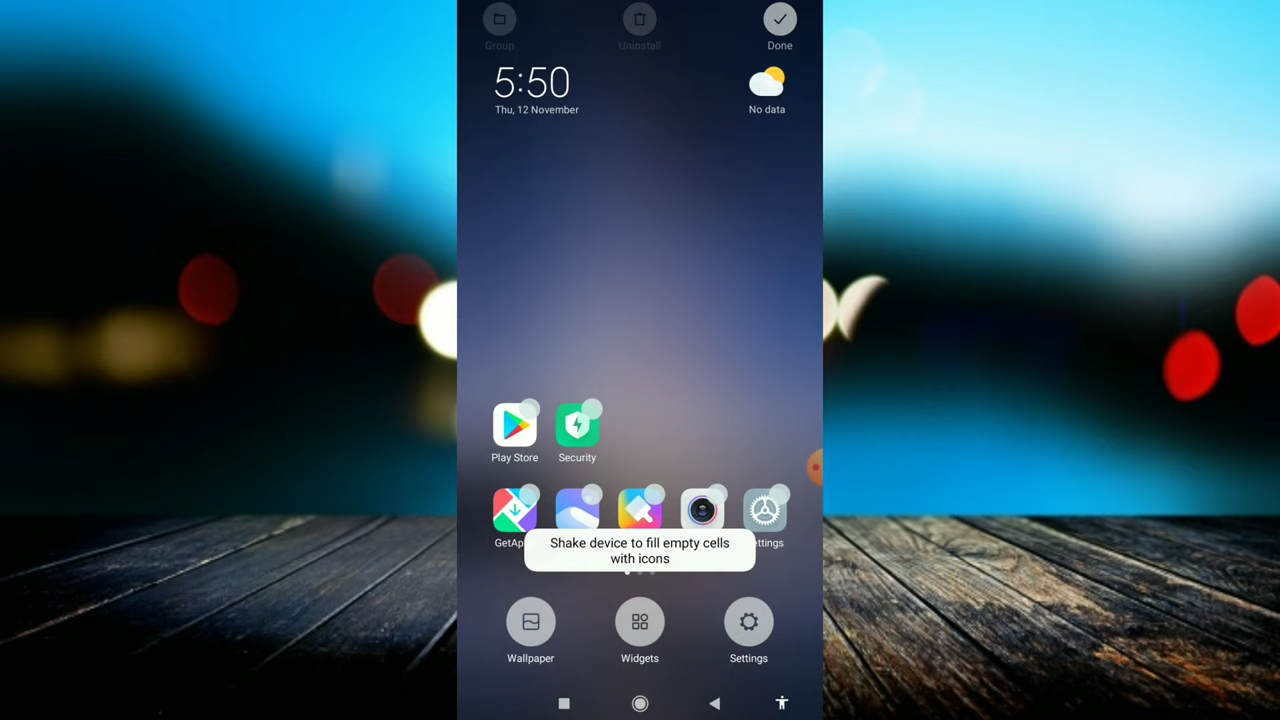 Group
Uninstall
Done
5:50
Thu, 12 November
No data
Play Store
Security
GetAp
ettings
Shake device to fill empty cells
with icons
Wallpaper
Widgets
Settings